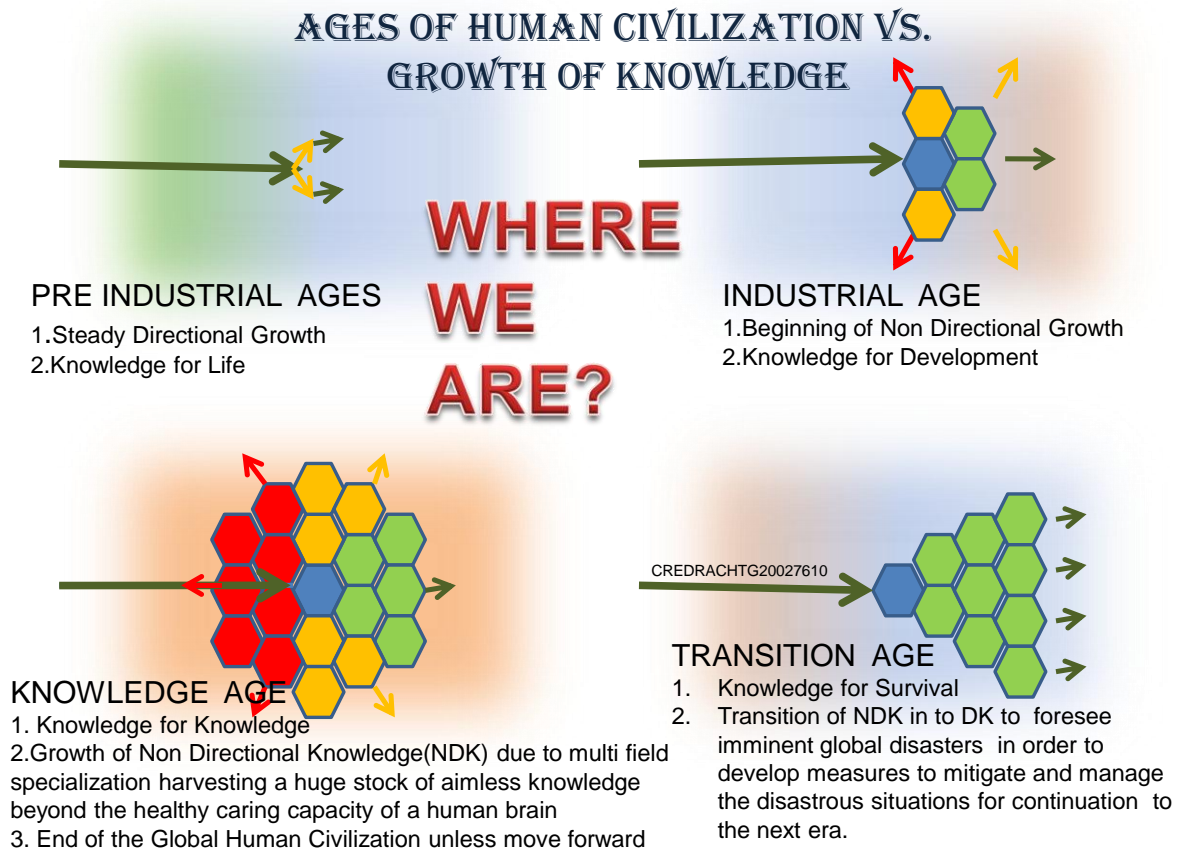 AGES OF HUMAN CIVILIZATION VS.
GROWTH OF KNOWLEDGE
WHERE
WE
ARE?
PRE INDUSTRIAL AGES
1.Steady Directional Growth
2.Knowledge for Life
INDUSTRIAL AGE
1.Beginning of Non Directional Growth
2.Knowledge for Development
KNOWLEDGE AGE
1. Knowledge for Knowledge
2.Growth of Non Directional Knowledge(NDK) due to multi field
specialization harvesting a huge stock of aimless knowledge
beyond the healthy caring capacity of a human brain
3. End of the Global Human Civilization unless move forward
CREDRACHTG20027610
TRANSITION AGE
1. Knowledge for Survival
2. Transition of NDK in to DK to foresee
imminent global disasters in order to
develop measures to mitigate and manage
the disastrous situations for continuation to
the next era.